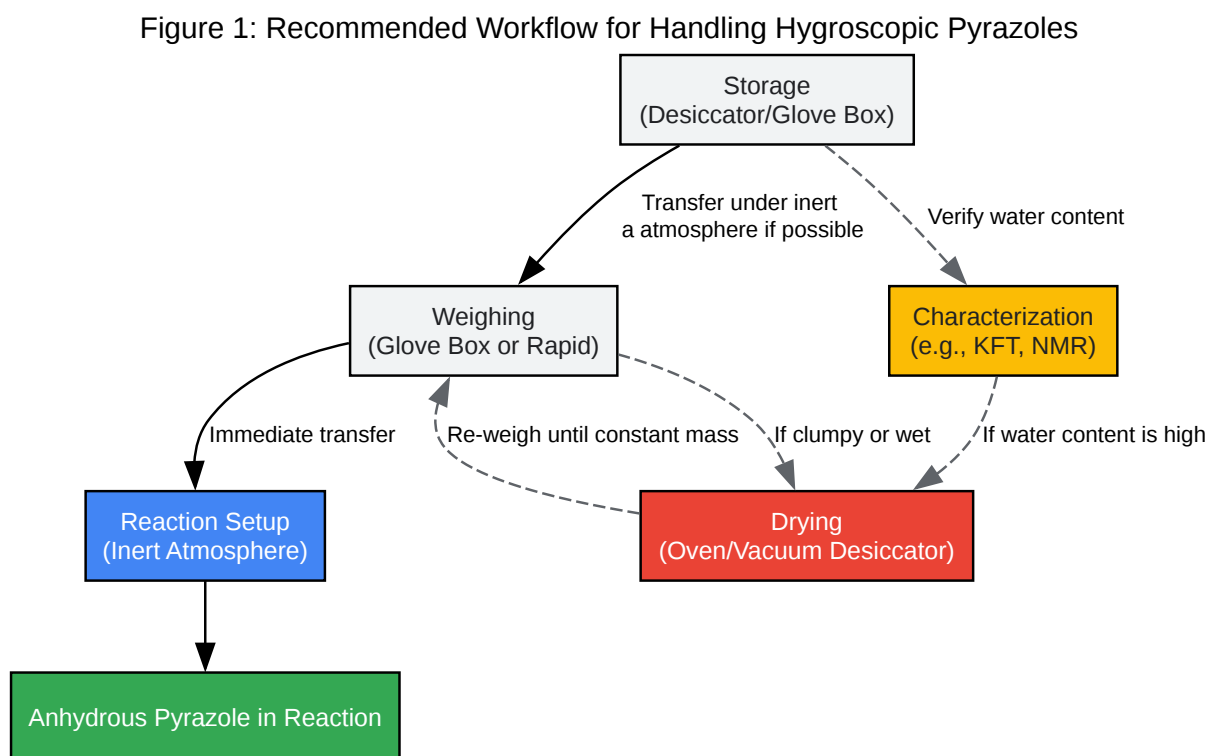 Figure 1: Recommended Workflow for Handling Hygroscopic Pyrazoles
Storage
(Desiccator/Glove Box)
Transfer under inert
a atmosphere if possible
Verify water content
Weighing
(Glove Box or Rapid)
Characterization
(e.g., KFT, NMR)
Immediate transfer
Re-weigh until constant mass
If clumpy or wet
If water content is high
Reaction Setup
(Inert Atmosphere)
Drying
(Oven/Vacuum Desiccator)
Anhydrous Pyrazole in Reaction